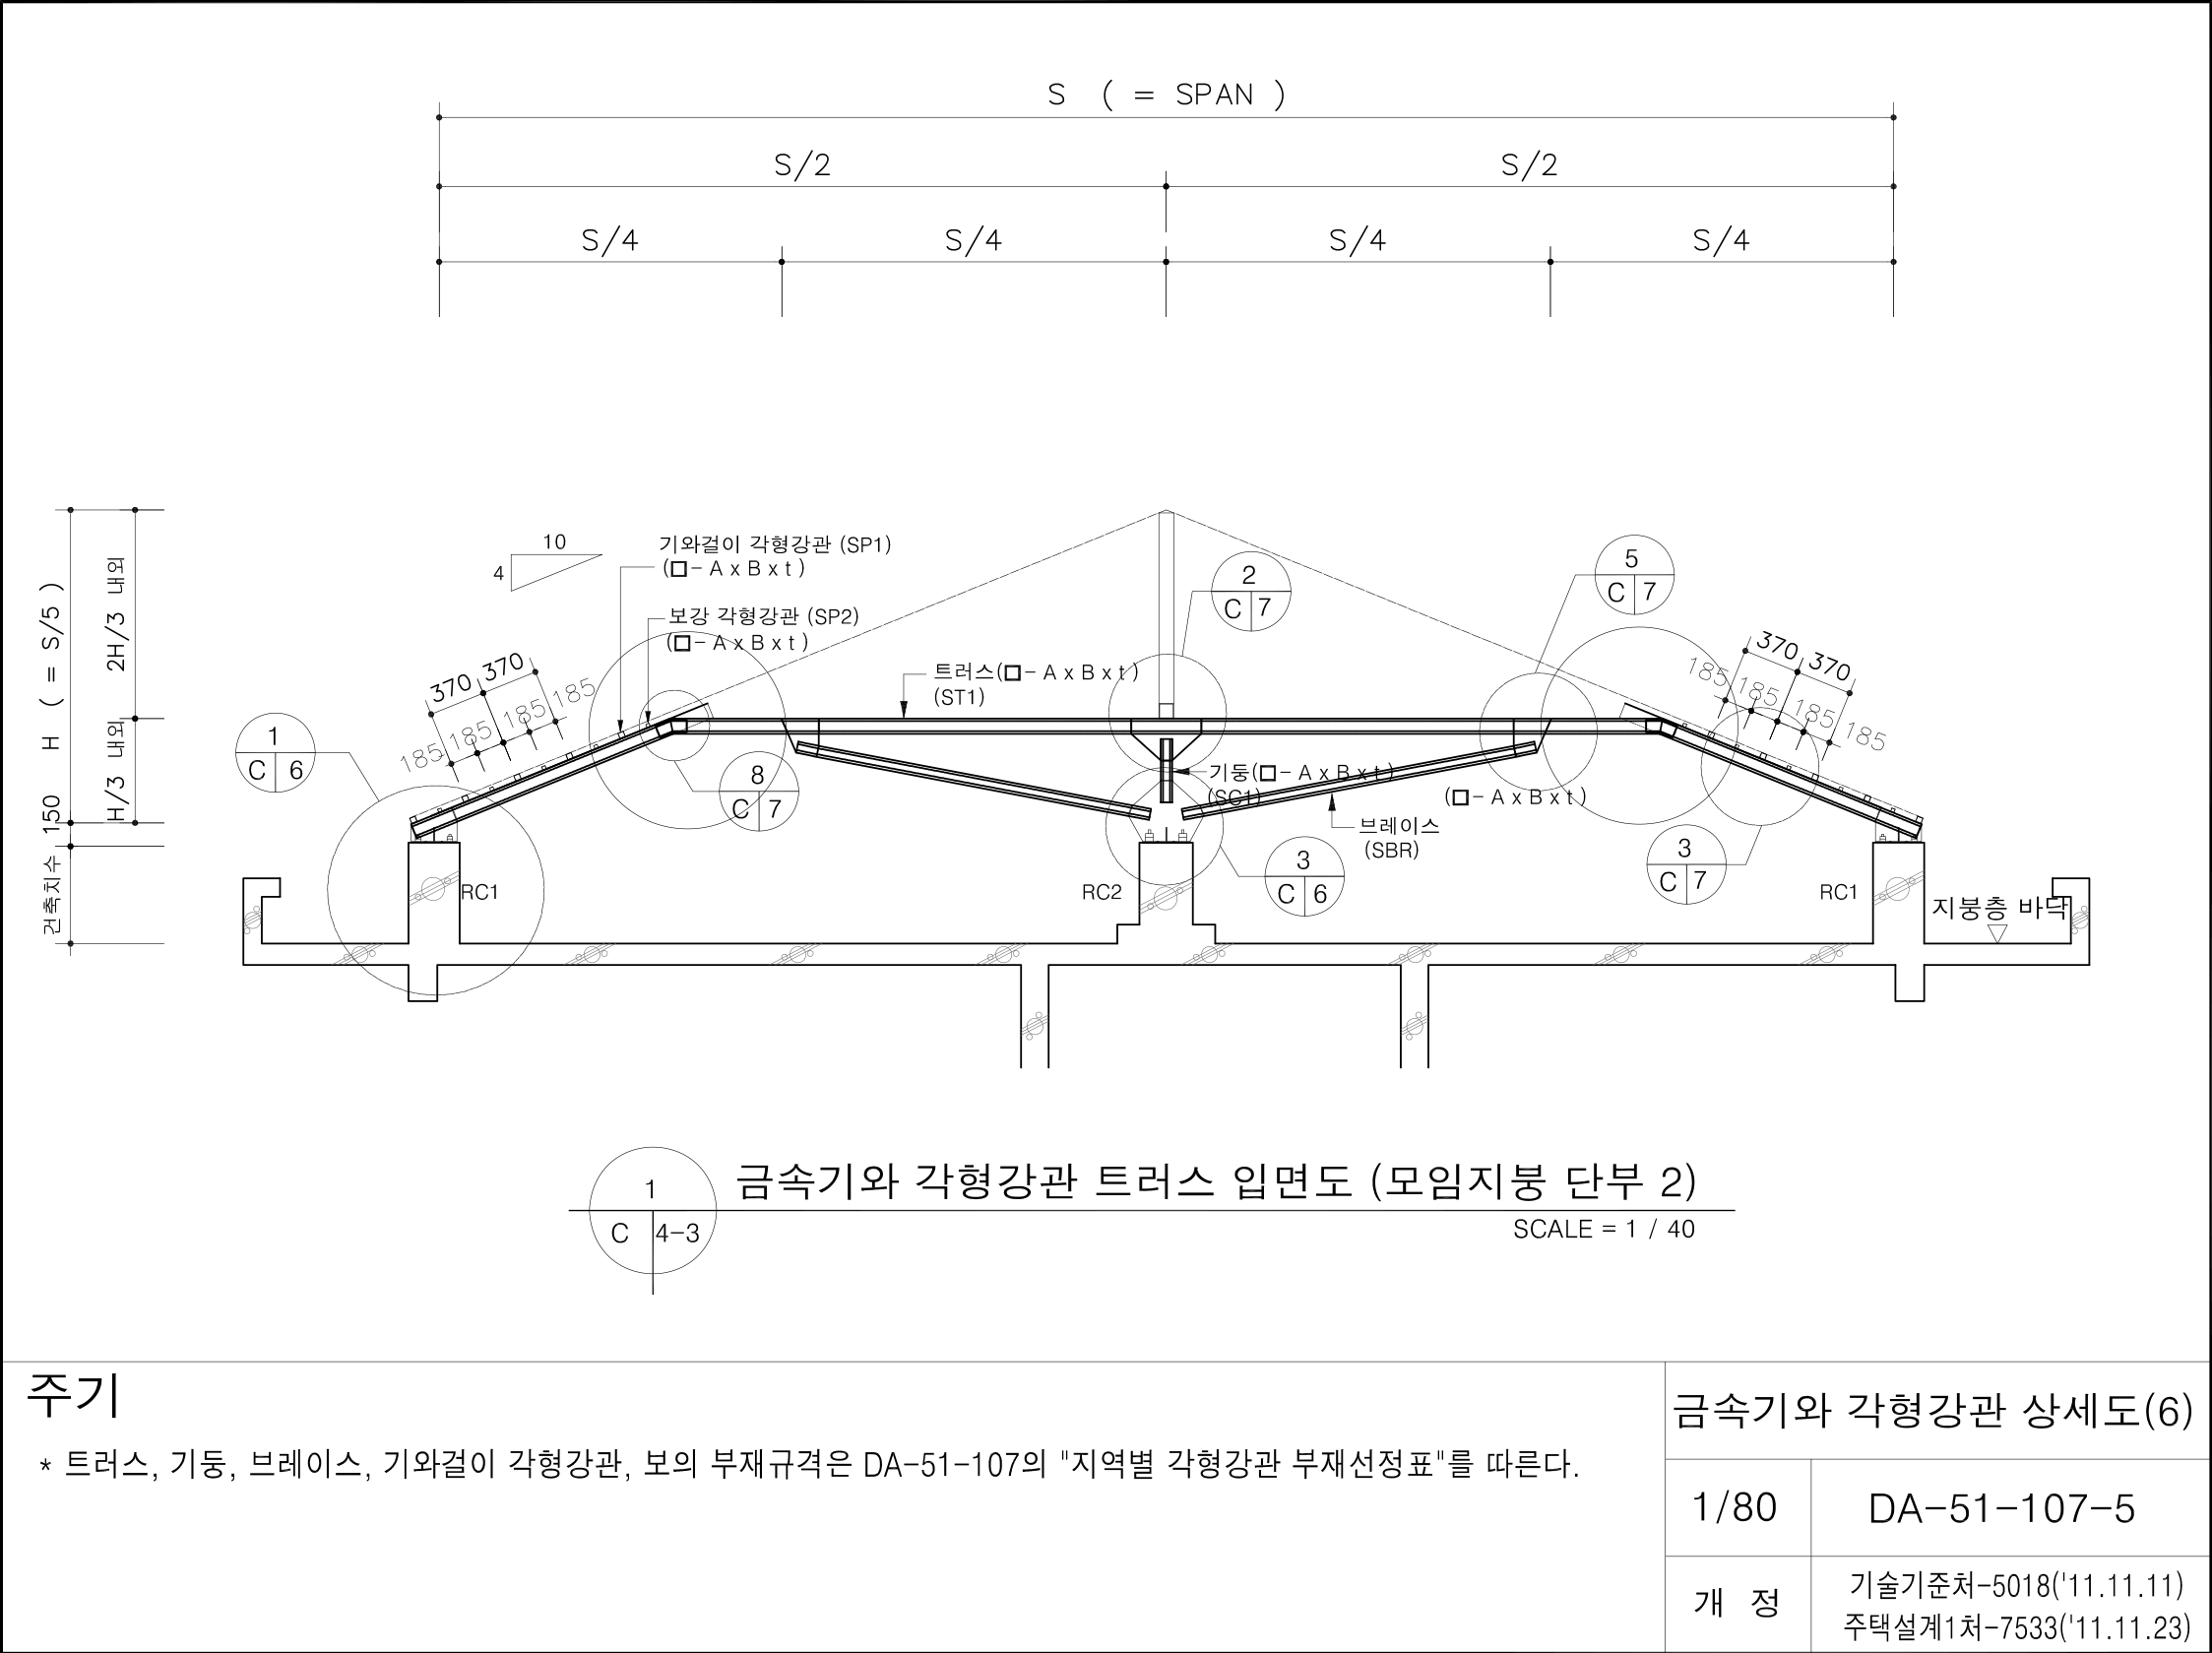 S ( = SPAN )
S/2 S/2
S/4 S/4 S/4 S/4
H ( = S/5 )
2H/3 내외
H/3 내외
150
건축치수
10
4
기와걸이 각형강관 (SP1)
(□- A x B x t )
보강 각형강관 (SP2)
(□- A x B x t )
트러스(□- A x B x t )
(ST1)
370 370
185 185 185 185
370 370
185 185 185 185
1
C 6
8
C 7
2
C 7
5
C 7
3
C 6
3
C 7
기둥(□- A x B x t )
(SC1)
(□- A x B x t )
브레이스
(SBR)
RC1
RC2
RC1
지붕층 바닥
1
C 4-3
금속기와 각형강관 트러스 입면도 (모임지붕 단부 2)
SCALE = 1 / 40
주기
* 트러스, 기둥, 브레이스, 기와걸이 각형강관, 보의 부재규격은 DA-51-107의 "지역별 각형강관 부재선정표"를 따른다.
금속기와 각형강관 상세도(6)
1/80 DA-51-107-5
개 정
기술기준처-5018('11.11.11)
주택설계1처-7533('11.11.23)